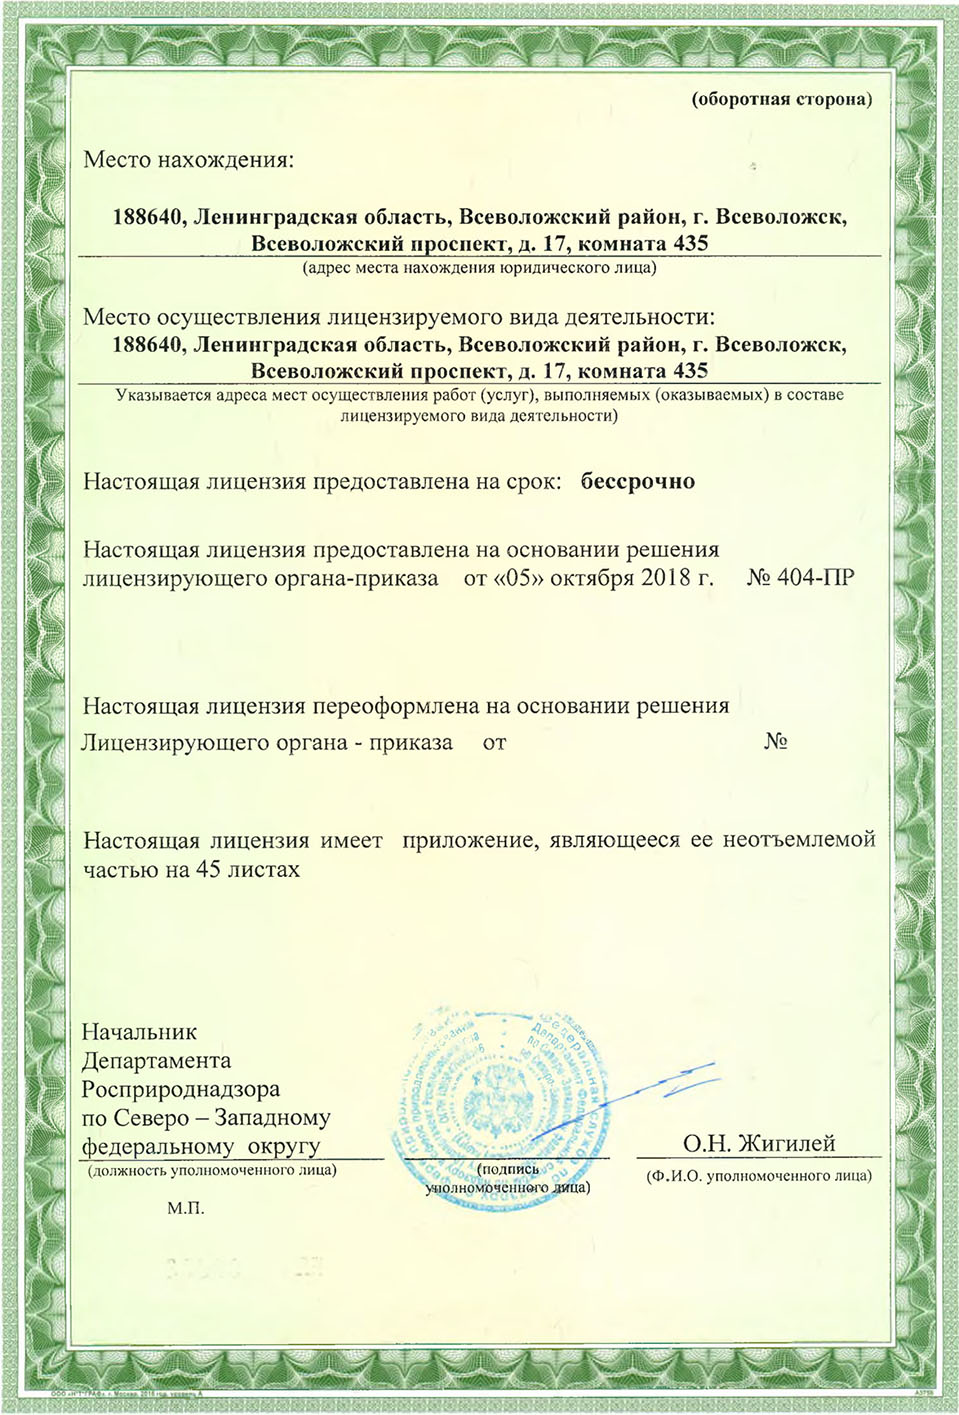 (оборотная сторона)
Место нахождения:
188640, Ленинградская область, Всеволожский район, г. Всеволожск,
Всеволожский проспект, д. 17, комната 435
(адрес места нахождения юридического лица)
Место осуществления лицензируемого вида деятельности:
188640, Ленинградская область, Всеволожский район, г. Всеволожск,
Всеволожский проспект, д. 17, комната 435
Указывается адреса мест осуществления работ (услуг), выполняемых (оказываемых) в составе
лицензируемого вида деятельности)
Настоящая лицензия предоставлена на срок: бессрочно
Настоящая лицензия предоставлена на основании решения
лицензирующего органа-приказа от «05» октября 2018 г. № 404-ПР
Настоящая лицензия переоформлена на основании решения
Лицензирующего органа - приказа от №
Настоящая лицензия имеет приложение, являющееся ее неотъемлемой
частью на 45 листах
Начальник
Департамента
Росприроднадзора
по Северо – Западному
федеральному округу
(должность уполномоченного лица)
(подпись
уполномоченного лица)
О.Н. Жигилей
(Ф.И.О. уполномоченного лица)
М.П.
г. Москва, 2018 год, уровень А